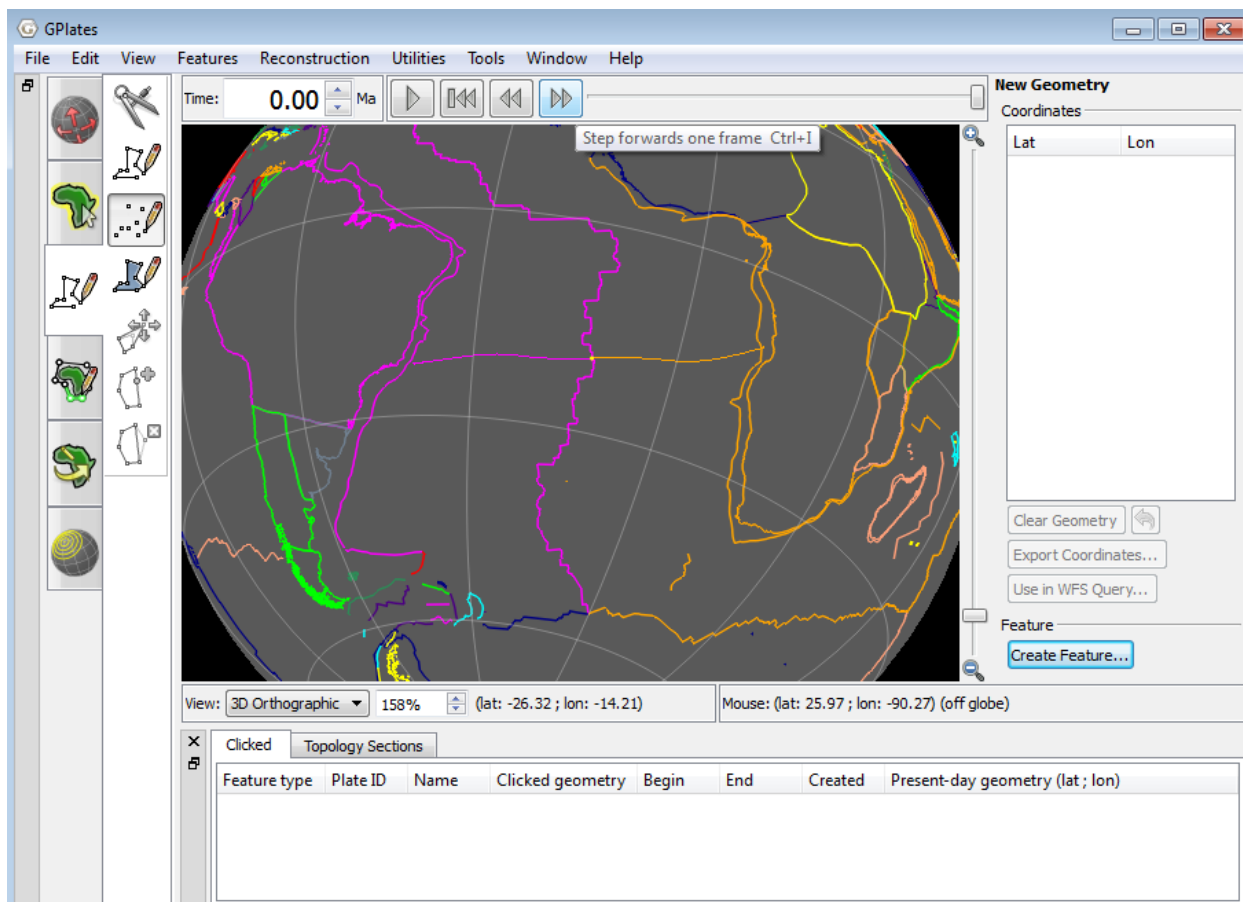 GPlates
File Edit View Features Reconstruction Utilities Tools Window Help
Time: 0.00 Ma
Step forwards one frame Ctrl+I
New Geometry
Coordinates
Lat Lon
Clear Geometry
Export Coordinates...
Use in WFS Query...
Feature
Create Feature...
View: 3D Orthographic 158% (lat: -26.32 ; lon: -14.21) Mouse: (lat: 25.97 ; lon: -90.27) (off globe)
Clicked Topology Sections
Feature type Plate ID Name Clicked geometry Begin End Created Present-day geometry (lat ; lon)